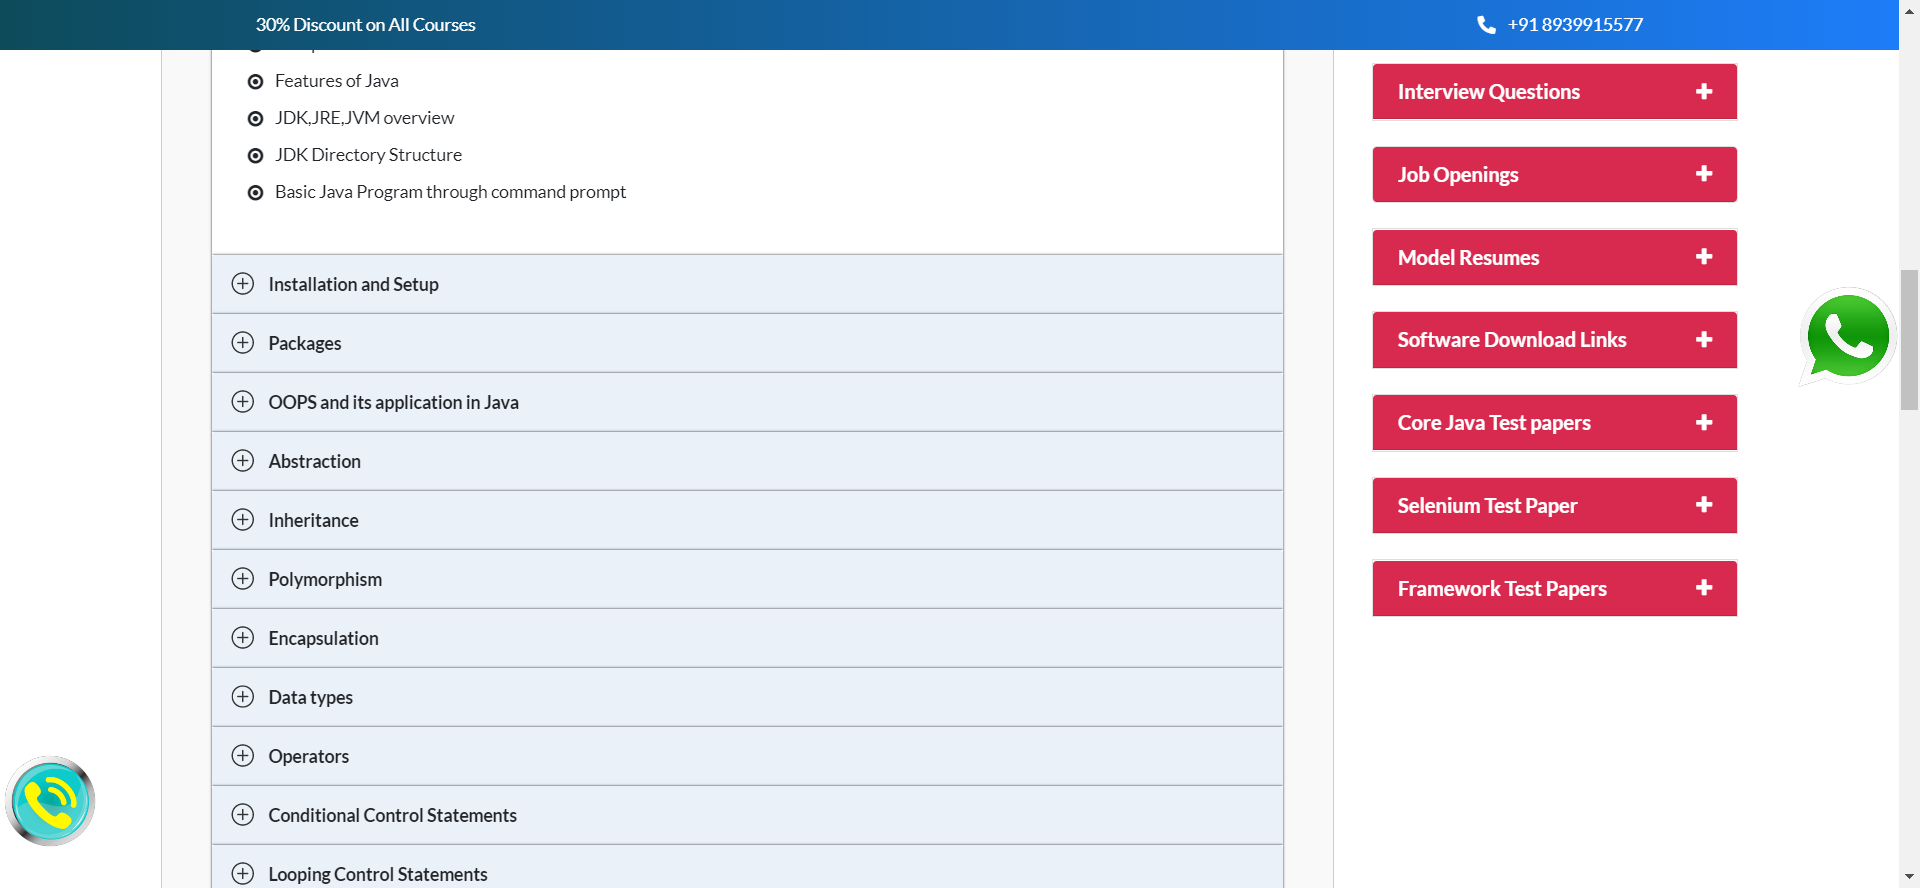 30% Discount on All Courses
+91 8939915577
Features of Java
JDK,JRE,JVM overview
JDK Directory Structure
Basic Java Program through command prompt
Installation and Setup
Packages
OOPS and its application in Java
Abstraction
Inheritance
Polymorphism
Encapsulation
Data types
Operators
Conditional Control Statements
Looping Control Statements
Interview Questions
Job Openings
Model Resumes
Software Download Links
Core Java Test papers
Selenium Test Paper
Framework Test Papers